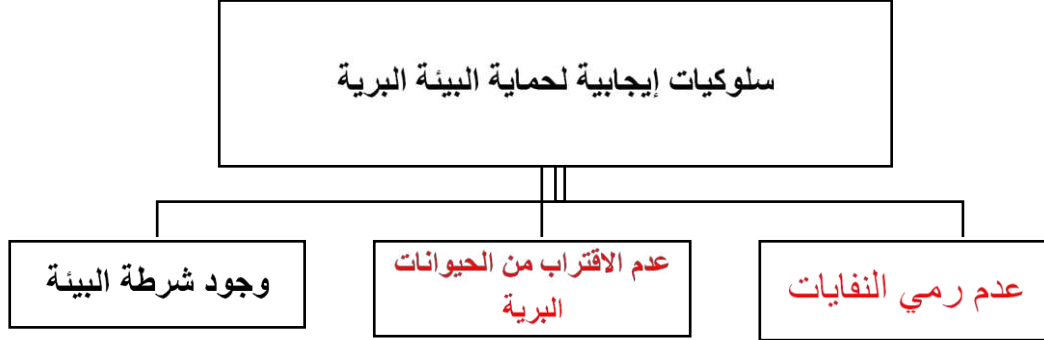 سلوكيات إيجابية لحماية البيئة البرية
عدم رمي النفايات
عدم الاقتراب من الحيوانات
البرية
وجود شرطة البيئة